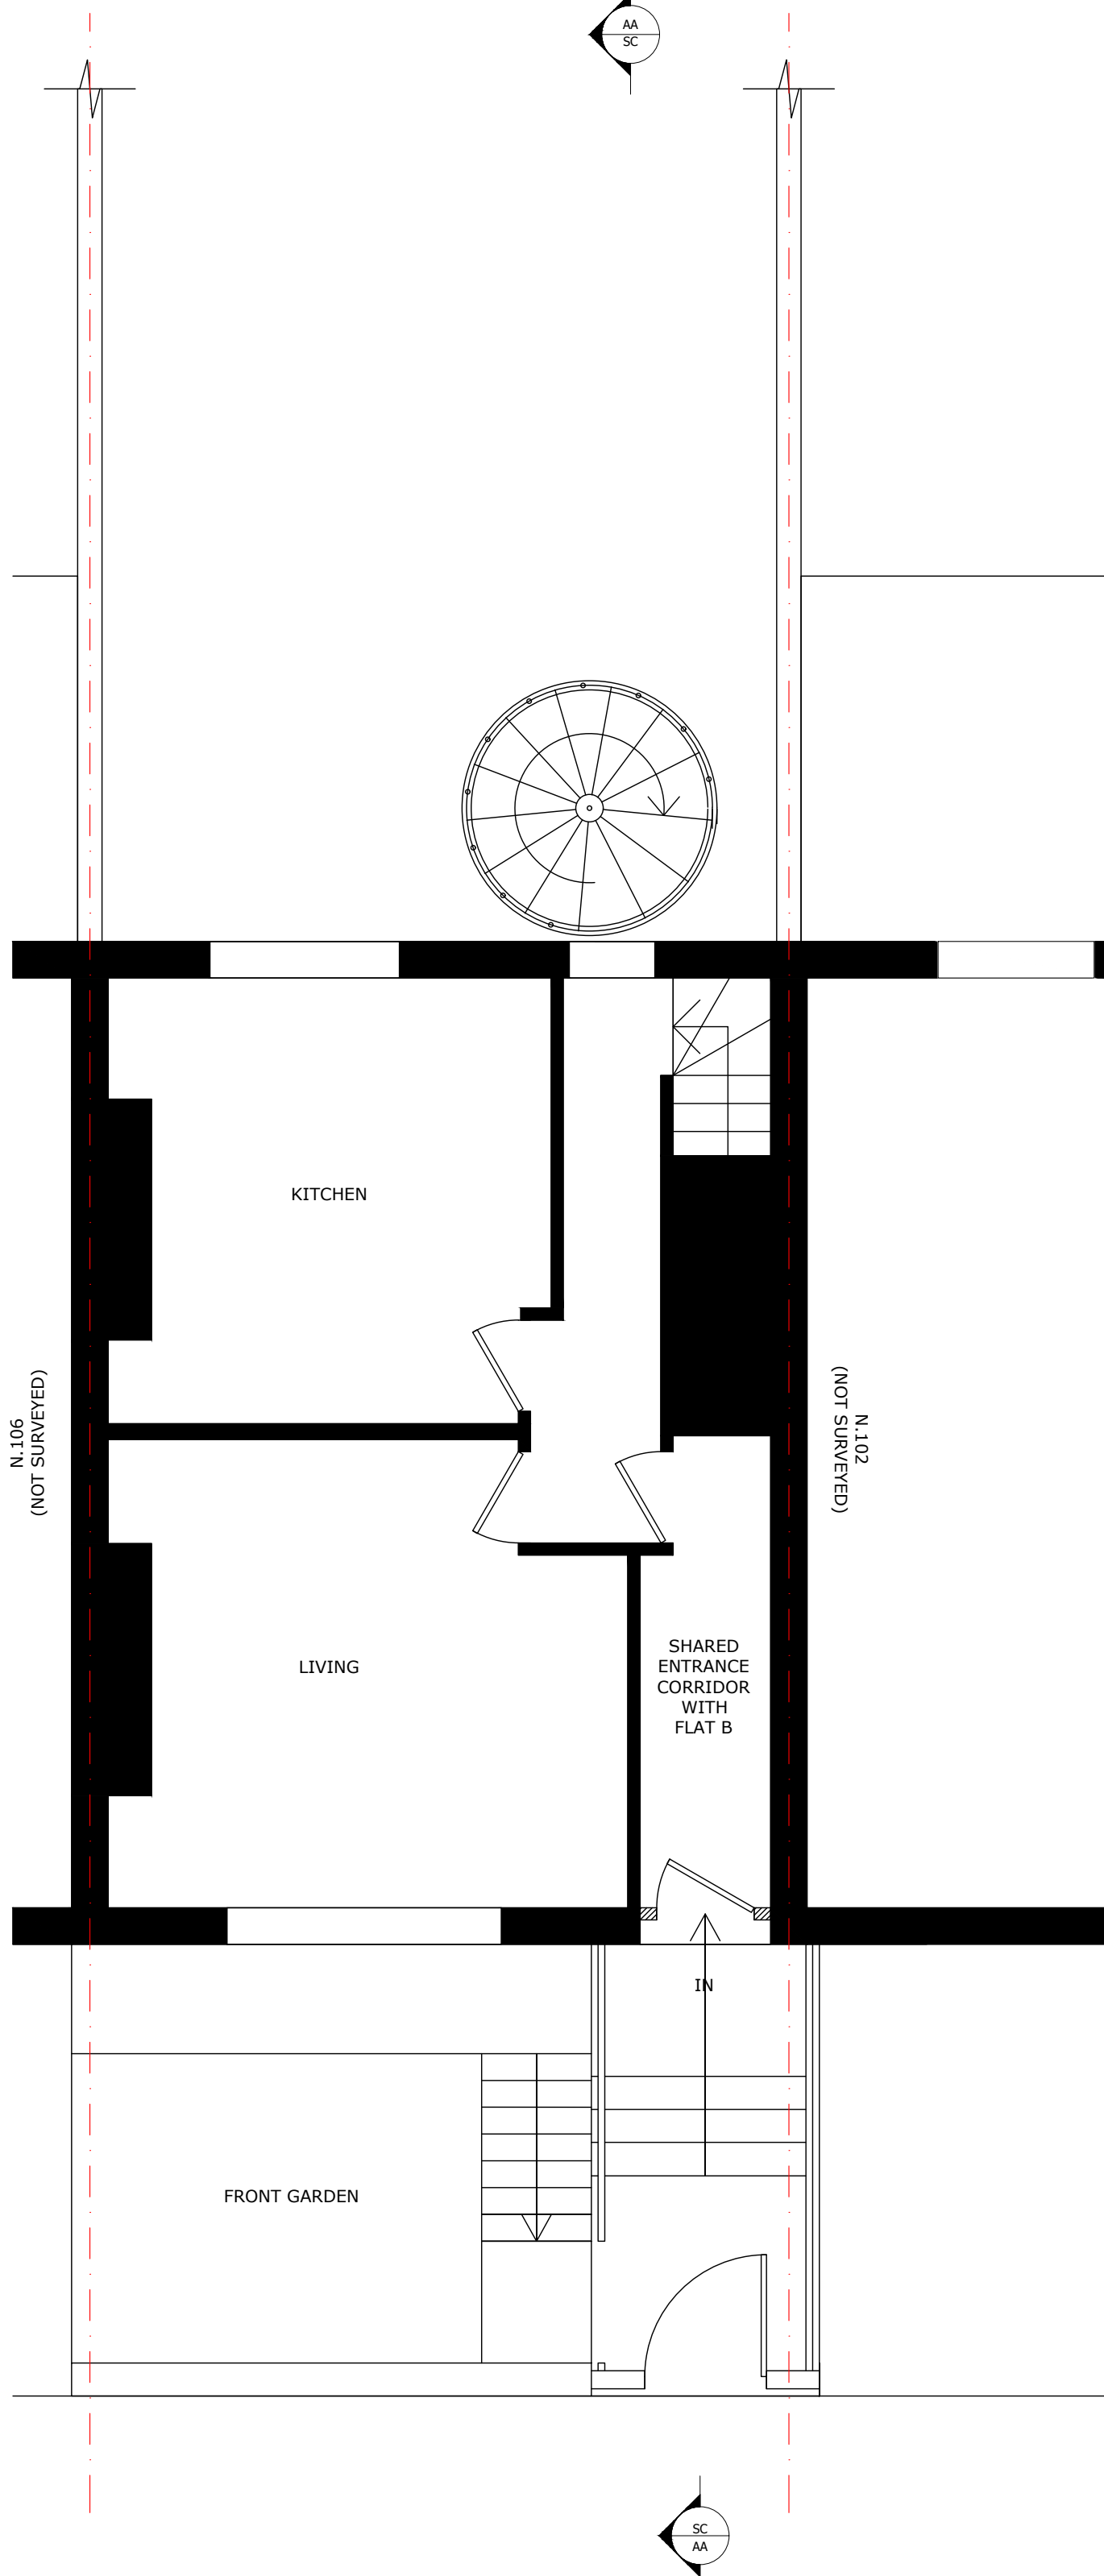 AA
SC
KITCHEN
N.106
(NOT SURVEYED)
N.102
(NOT SURVEYED)
LIVING
SHARED
ENTRANCE
CORRIDOR
WITH
FLAT B
IN
FRONT GARDEN
SC
AA